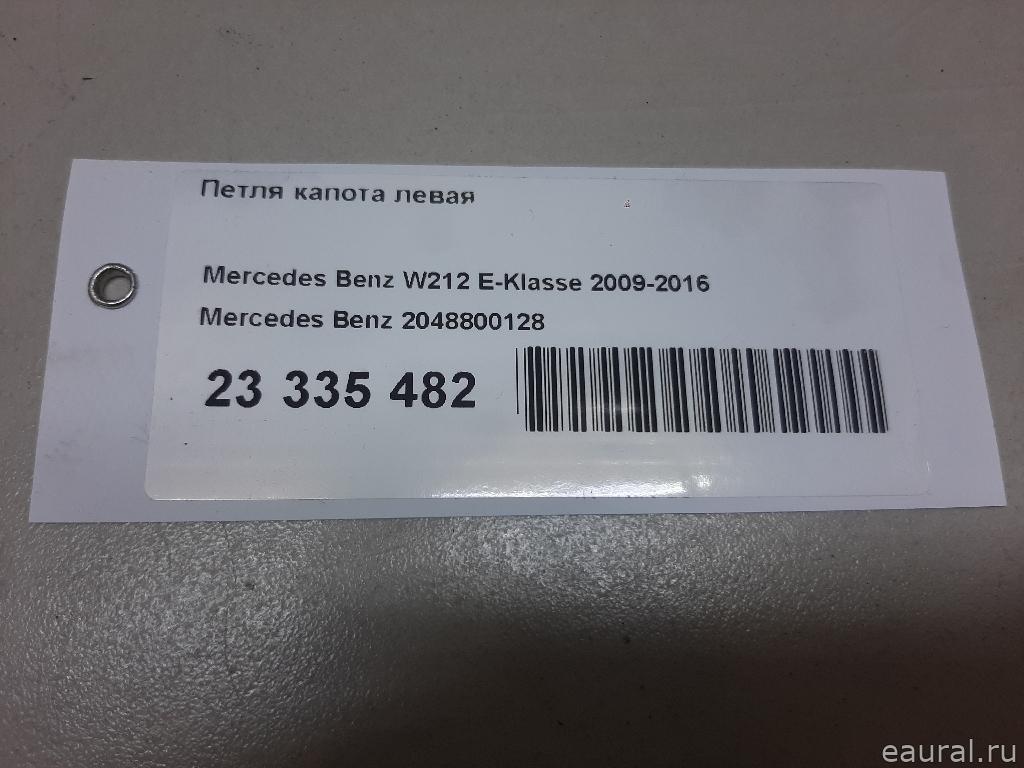 Петля капота левая
Mercedes Benz W212 E-Klasse 2009-2016
Mercedes Benz 2048800128
23 335 482
eaural.ru